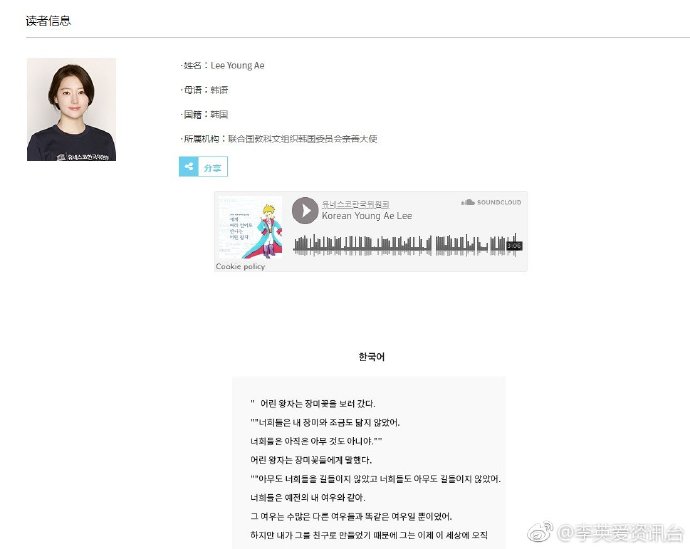 读者信息
·姓名：Lee Young Ae
·母语：韩语
·国籍：韩国
·所属机构：联合国教科文组织韩国委员会亲善大使
유네스코한국위원회
分享
유네스코한국위원회
Korean Young Ae Lee
SOUNDCLOUD
3:06
Cookie policy
한국어
" 어린 왕자는 장미꽃을 보러 갔다.
""너희들은 내 장미와 조금도 닮지 않았어.
너희들은 아직은 아무 것도 아니야.""
어린 왕자는 장미꽃들에게 말했다.
""아무도 너희들을 길들이지 않았고 너희들도 아무도 길들이지 않았어.
너희들은 예전의 내 여우와 같아.
그 여우는 수많은 다른 여우들과 똑같은 여우일 뿐이었어.
하지만 내가 그를 친구로 만들었기 때문에 그는 이제 이 세상에 오직
@李英爱资讯台